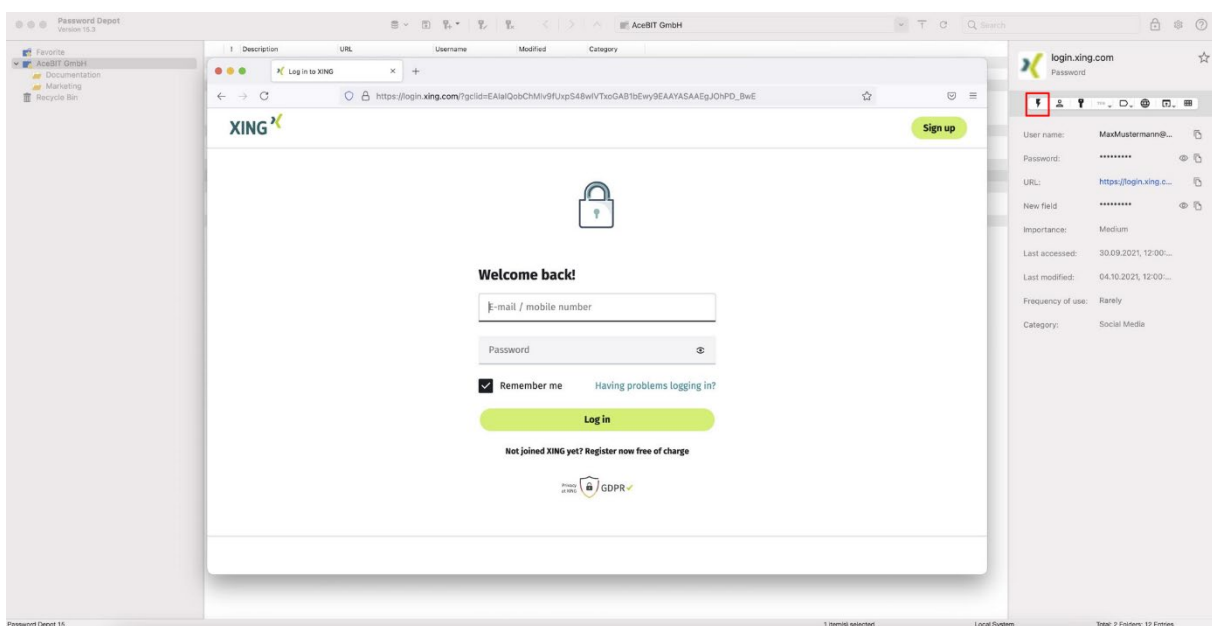 Password Depot
Version 15.3
AceBIT GmbH
Search
Favorite
AceBIT GmbH
Documentation
Marketing
Recycle Bin
! Description URL Username Modified Category
Log in to XING
https://login.xing.com/?gclid=EAIaIQobChMIv9fUxpS48wIVTxoGAB1bEwy9EAAYASAAEgJOhPD_BwE
XING
Sign up
Welcome back!
E-mail / mobile number
Password
Remember me Having problems logging in?
Log in
Not joined XING yet? Register now free of charge
Privacy
at XING
GDPR
login.xing.com
Password
User name: MaxMustermann@...
Password: •••••••••
URL: https://login.xing.c...
New field •••••••••
Importance: Medium
Last accessed: 30.09.2021, 12:00:...
Last modified: 04.10.2021, 12:00:...
Frequency of use: Rarely
Category: Social Media
Password Depot 15 1 item(s) selected Local System Total: 2 Folders; 12 Entries